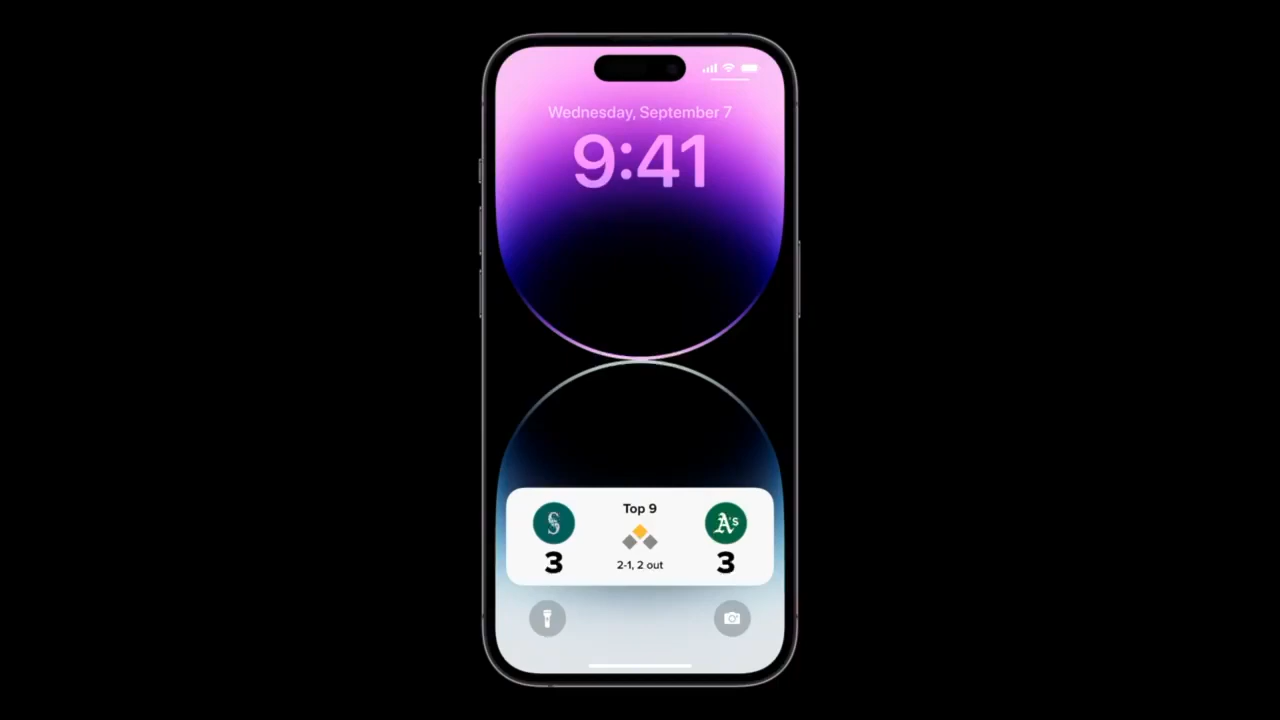 Wednesday, September 7
9:41
Top 9
S
A's
3
2-1, 2 out
3